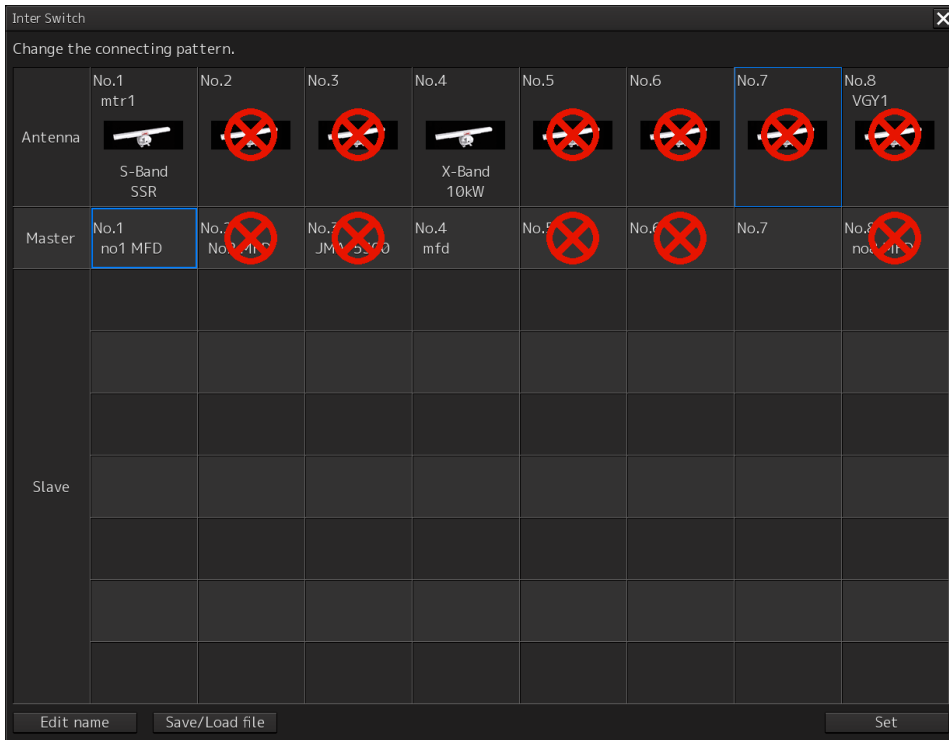 Inter Switch
Change the connecting pattern.
Antenna
No.1
mtr1
S-Band
SSR
No.2
No.3
No.4
X-Band
10kW
No.5
No.6
No.7
No.8
VGY1
Master
No.1
no1 MFD
No.4
mfd
No.7
Slave
Edit name
Save/Load file
Set